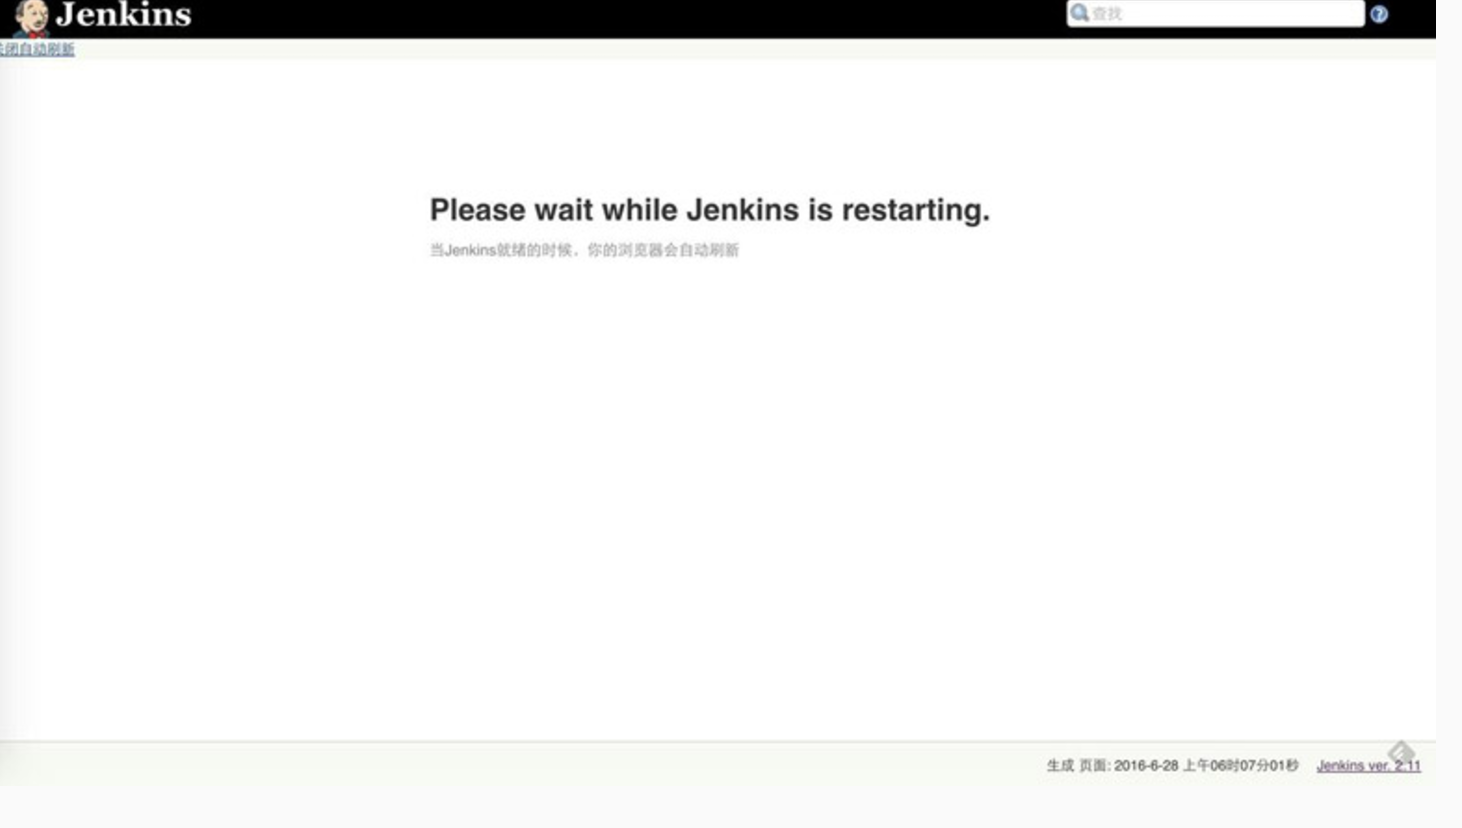 Jenkins
查找
关闭自动刷新
Please wait while Jenkins is restarting.
当Jenkins就绪的时候，你的浏览器会自动刷新
生成 页面: 2016-6-28 上午06时07分01秒 Jenkins ver. 2.11